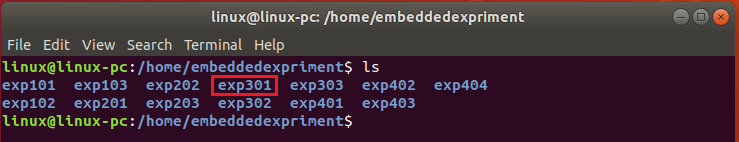 linux@linux-pc: /home/embeddedexpriment
File Edit View Search Terminal Help
linux@linux-pc:/home/embeddedexpriment$ ls
exp101 exp103 exp202 exp301 exp303 exp402 exp404
exp102 exp201 exp203 exp302 exp401 exp403
linux@linux-pc:/home/embeddedexpriment$